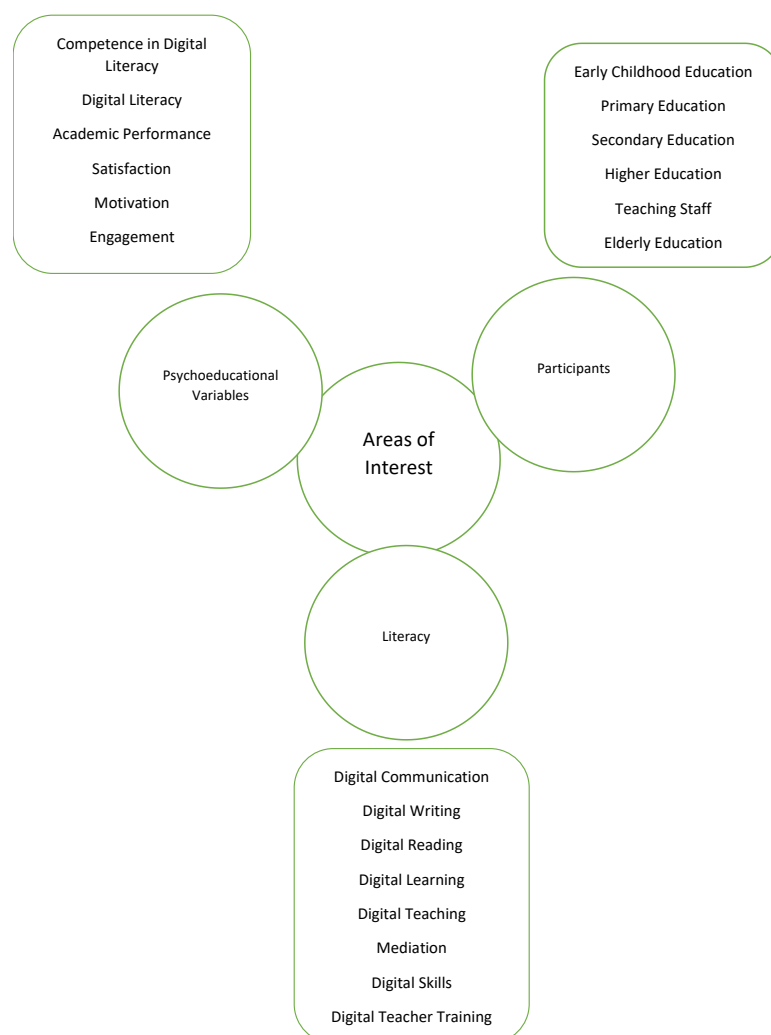 Competence in Digital
Literacy
Digital Literacy
Academic Performance
Satisfaction
Motivation
Engagement
Early Childhood Education
Primary Education
Secondary Education
Higher Education
Teaching Staff
Elderly Education
Psychoeducational
Variables
Participants
Areas of
Interest
Literacy
Digital Communication
Digital Writing
Digital Reading
Digital Learning
Digital Teaching
Mediation
Digital Skills
Digital Teacher Training